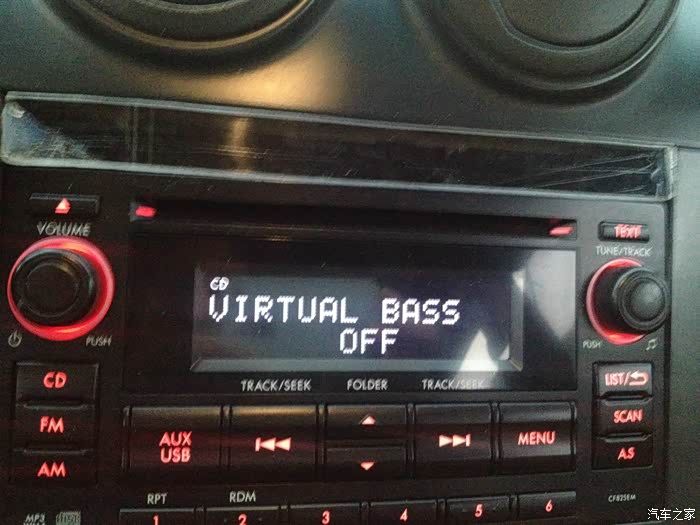 VOLUME
TEXT
TUNE/TRACK
CD
VIRTUAL BASS
OFF
PUSH
PUSH
TRACK/SEEK FOLDER TRACK/SEEK
CD
LIST/
AUX
USB
MENU
FM
SCAN
AM
AS
RPT RDM
CF825EM
MP3
1 2 3 4 5 6
汽车之家